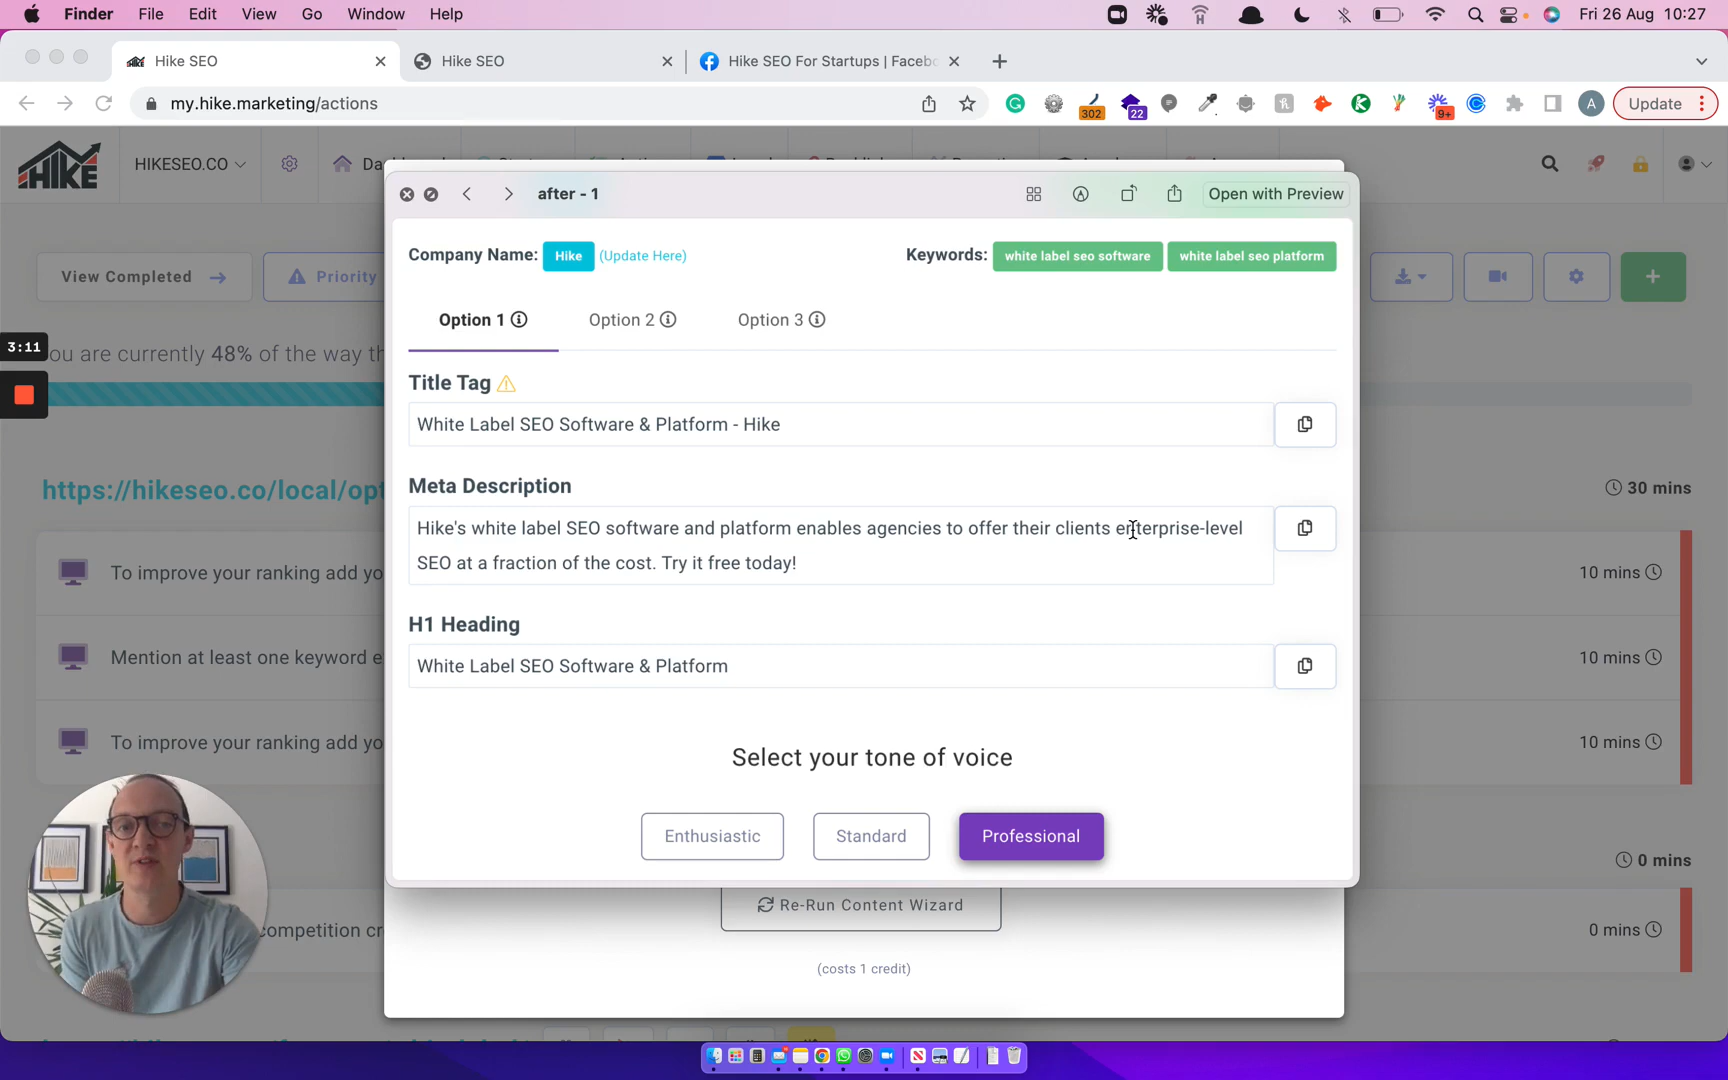 Finder File Edit View Go Window Help
Fri 26 Aug 10:27
Hike SEO
Hike SEO
Hike SEO For Startups | Facebo
my.hike.marketing/actions
302
22
9+
A
Update
HIKE
HIKESEO.CO
after - 1
Open with Preview
View Completed
Priority
Company Name: Hike (Update Here)
Keywords: white label seo software white label seo platform
Option 1
Option 2
Option 3
3:11
ou are currently 48% of the way th
Title Tag
White Label SEO Software & Platform - Hike
Meta Description
https://hikeseo.co/local/opt
30 mins
Hike's white label SEO software and platform enables agencies to offer their clients enterprise-level
SEO at a fraction of the cost. Try it free today!
To improve your ranking add yo
10 mins
H1 Heading
White Label SEO Software & Platform
Mention at least one keyword e
10 mins
To improve your ranking add yo
10 mins
Select your tone of voice
Enthusiastic
Standard
Professional
0 mins
Re-Run Content Wizard
competition cr
0 mins
(costs 1 credit)